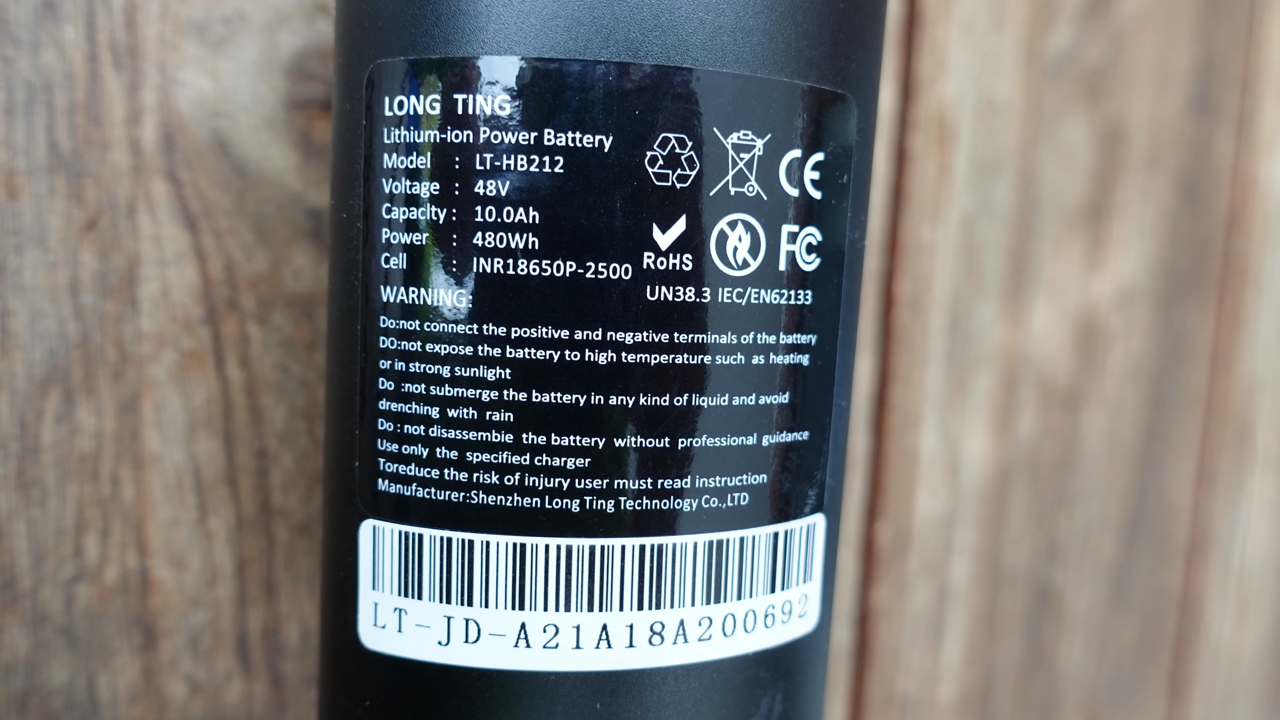 LONG TING
Lithium-ion Power Battery
Model : LT-HB212
Voltage : 48V
Capaclty : 10.0Ah
Power : 480Wh
Cell : INR18650P-2500
CE
RoHS
FC
UN38.3 IEC/EN62133
WARNING:
Do:not connect the positive and negative terminals of the battery
DO:not expose the battery to high temperature such as heating
or in strong sunlight
Do :not submerge the battery in any kind of liquid and avoid
drenching with rain
Do : not disassembie the battery without professional guidance
Use only the specified charger
Toreduce the risk of injury user must read instruction
Manufacturer:Shenzhen Long Ting Technology Co.,LTD
LT-JD-A21A18A200692